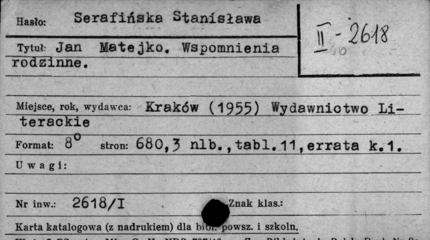 Hasło: Serafińska Stanisława
II - 2618
Tytuł: Jan Matejko. Wspomnienia
rodzinne.
Miejsce, rok, wydawca: Kraków (1955) Wydawnictwo Li-
terackie
Format: 8° stron: 680,3 nlb.,tabl.11,errata k.1.
Uwagi:
Nr inw.: 2618/I Znak klas.:
Karta katalogowa (z nadrukiem) dla bibl. powsz. i szkoln.